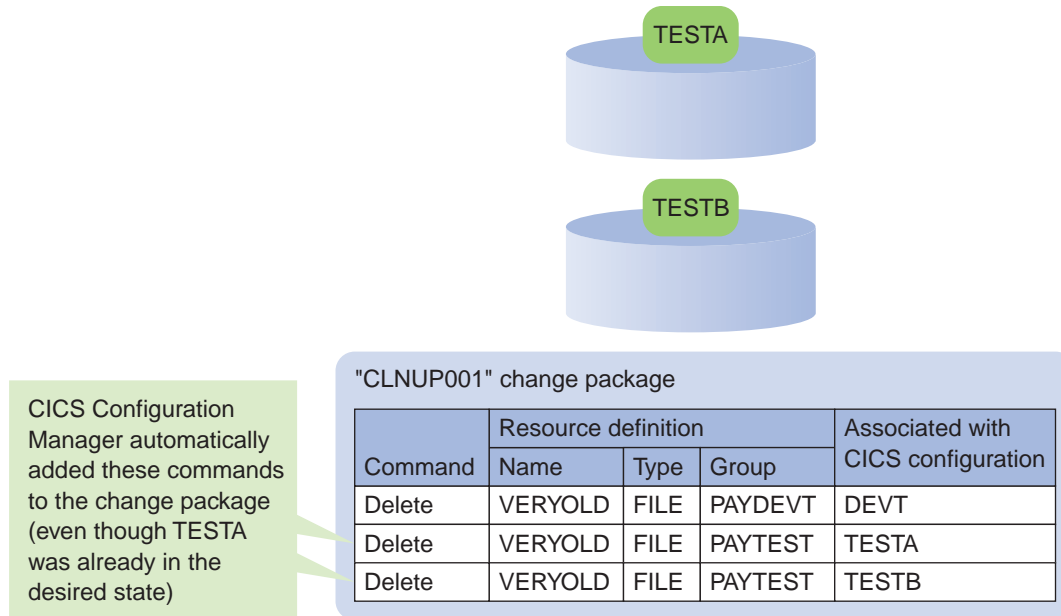 TESTA
TESTB
"CLNUP001" change package
CICS Configuration
Manager automatically
added these commands
to the change package
(even though TESTA
was already in the
desired state)
Resource definition Associated with
Command Name Type Group CICS configuration
Delete VERYOLD FILE PAYDEVT DEVT
Delete VERYOLD FILE PAYTEST TESTA
Delete VERYOLD FILE PAYTEST TESTB